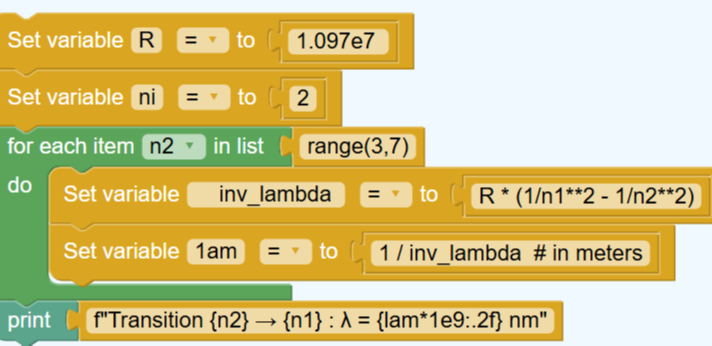 Set variable R = to 1.097e7
Set variable ni = to 2
for each item n2 in list range(3,7)
do Set variable inv_lambda = to R * (1/n1**2 - 1/n2**2)
Set variable 1am = to 1 / inv_lambda # in meters
print f"Transition {n2} → {n1} : λ = {lam*1e9:.2f} nm"